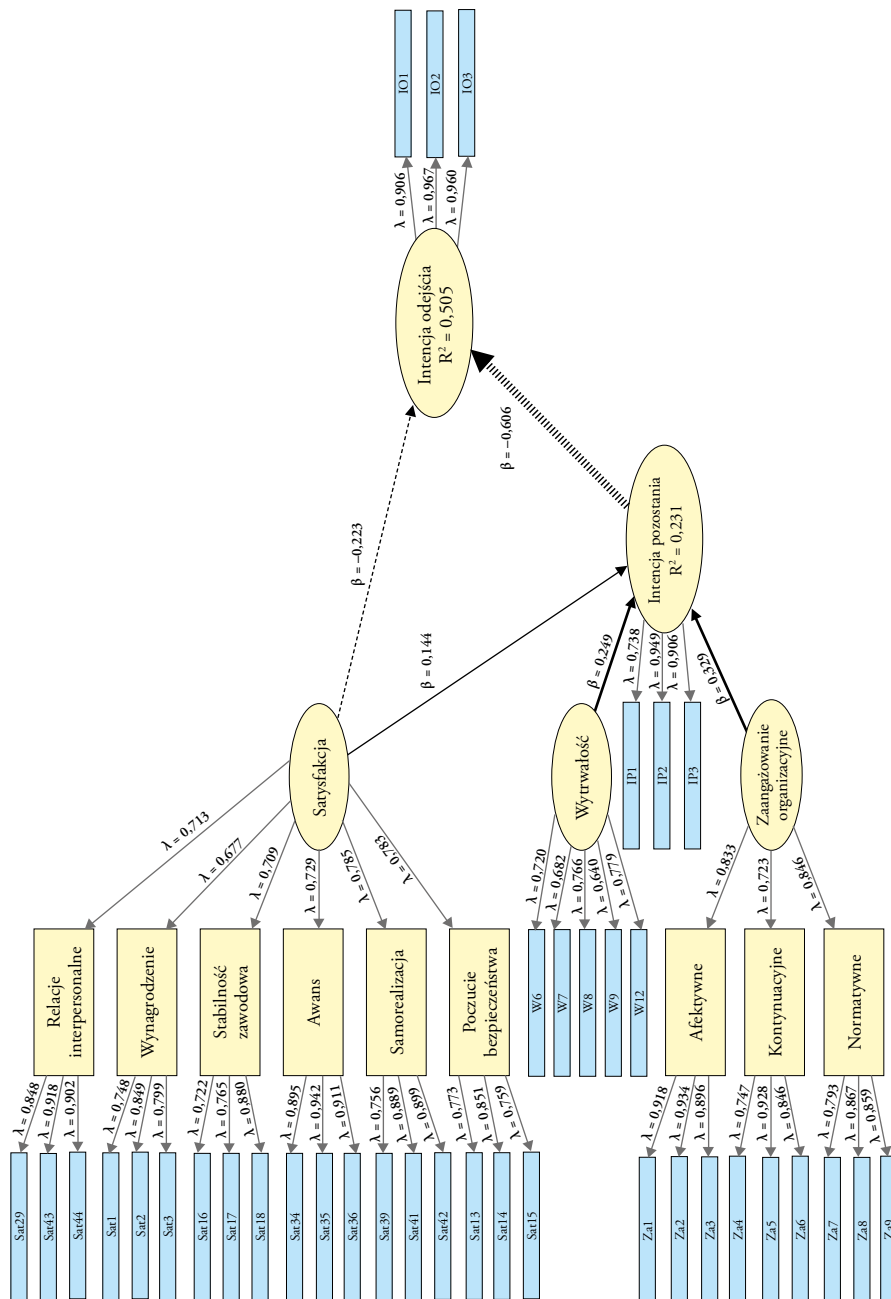 Sat29
Sat43
Sat44
Sat1
Sat2
Sat3
Sat16
Sat17
Sat18
Sat34
Sat35
Sat36
Sat39
Sat41
Sat42
Sat13
Sat14
Sat15
λ = 0,848
λ = 0,918
λ = 0,902
λ = 0,748
λ = 0,849
λ = 0,799
λ = 0,722
λ = 0,765
λ = 0,880
λ = 0,895
λ = 0,942
λ = 0,911
λ = 0,756
λ = 0,889
λ = 0,899
λ = 0,773
λ = 0,851
λ = 0,759
Relacje
interpersonalne
Wynagrodzenie
Stabilność
zawodowa
Awans
Samorealizacja
Poczucie
bezpieczeństwa
λ = 0,713
λ = 0,677
λ = 0,709
λ = 0,729
λ = 0,785
λ = 0,783
Satysfakcja
β = −0,223
β = 0,144
W6
W7
W8
W9
W12
λ = 0,720
λ = 0,682
λ = 0,766
λ = 0,640
λ = 0,779
Wytrwałość
β = 0,249
IP1
IP2
IP3
λ = 0,738
λ = 0,949
λ = 0,906
Za1
Za2
Za3
Za4
Za5
Za6
Za7
Za8
Za9
λ = 0,918
λ = 0,934
λ = 0,896
λ = 0,747
λ = 0,928
λ = 0,846
λ = 0,793
λ = 0,867
λ = 0,859
Afektywne
Kontynuacyjne
Normatywne
λ = 0,833
λ = 0,723
λ = 0,846
Zaangażowanie
organizacyjne
β = 0,329
Intencja pozostania
R² = 0,231
β = −0,606
Intencja odejścia
R² = 0,505
λ = 0,906
λ = 0,967
λ = 0,960
IO1
IO2
IO3